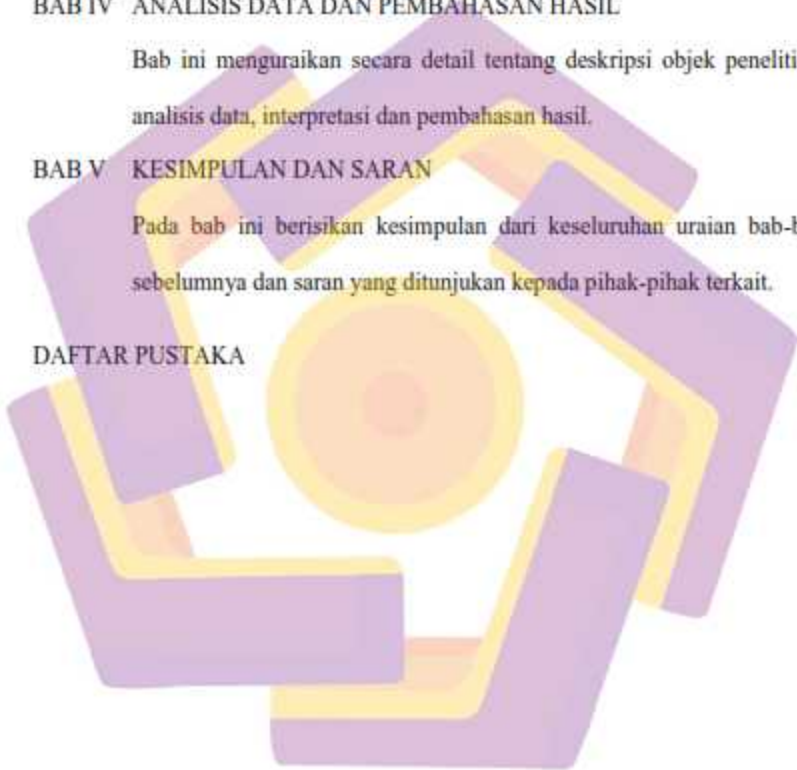 BAB IV ANALISIS DATA DAN PEMBAHASAN HASIL
Bab ini menguraikan secara detail tentang deskripsi objek peneliti
analisis data, interpretasi dan pembahasan hasil.
BAB V KESIMPULAN DAN SARAN
Pada bab ini berisikan kesimpulan dari keseluruhan uraian bab-b
sebelumnya dan saran yang ditunjukan kepada pihak-pihak terkait.
DAFTAR PUSTAKA